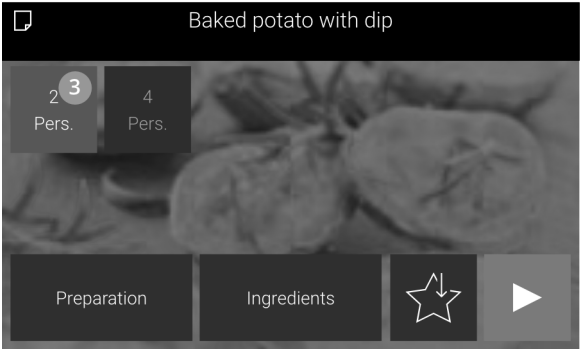 Baked potato with dip
2
3
Pers.
4
Pers.
Preparation
Ingredients